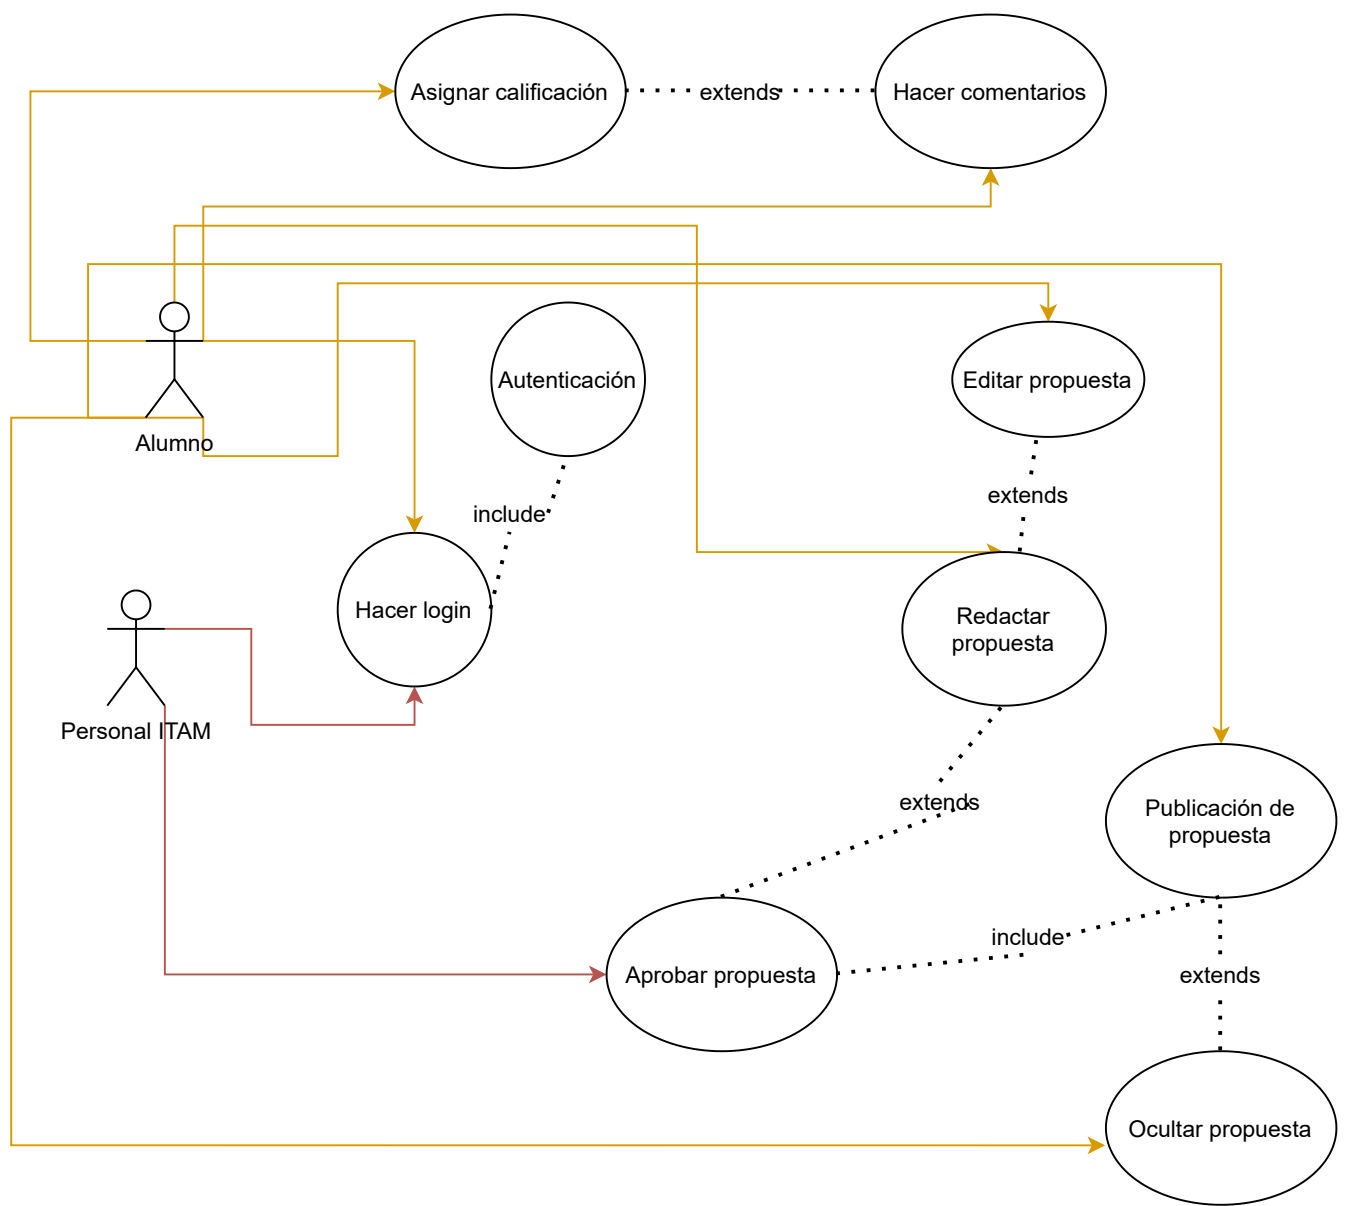 Asignar calificación
extends
Hacer comentarios
Autenticación
Editar propuesta
Alumno
extends
include
Hacer login
Redactar
propuesta
Personal ITAM
extends
Publicación de
propuesta
include
Aprobar propuesta
extends
Ocultar propuesta